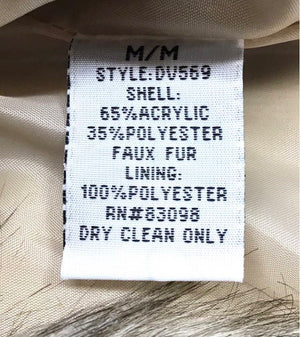 M/M
STYLE:DV569
SHELL:
65%ACRYLIC
35%POLYESTER
FAUX FUR
LINING:
100%POLYESTER
RN#83098
DRY CLEAN ONLY